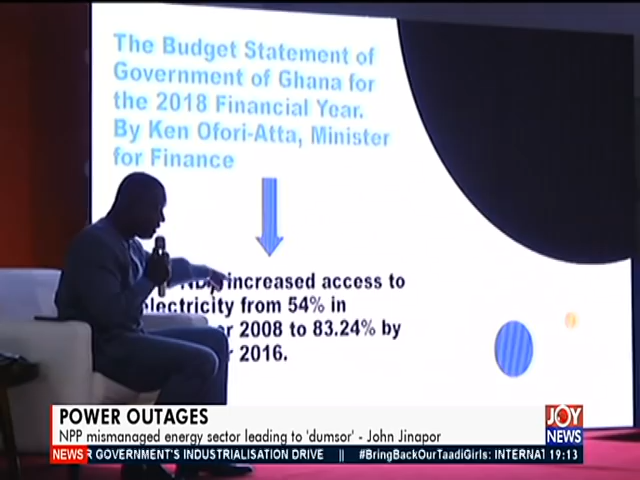 The Budget Statement of
Government of Ghana for
the 2018 Financial Year.
By Ken Ofori-Atta, Minister
for Finance
increased access to
electricity from 54% in
2008 to 83.24% by
2016.
POWER OUTAGES
NPP mismanaged energy sector leading to 'dumsor' - John Jinapor
JOY
NEWS
NEWS R GOVERNMENT'S INDUSTRIALISATION DRIVE || #BringBackOurTaadiGirls: INTERNAT 19:13